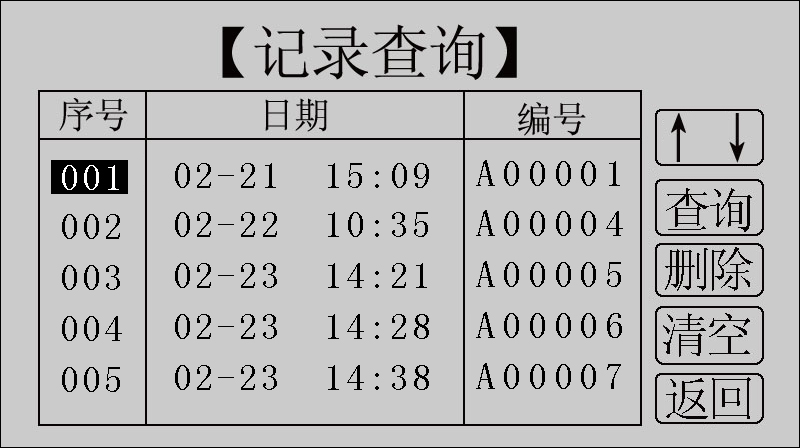 【记录查询】
序号 日期 编号
001 02-21 15:09 A00001
002 02-22 10:35 A00004
003 02-23 14:21 A00005
004 02-23 14:28 A00006
005 02-23 14:38 A00007
↑ ↓
查询
删除
清空
返回